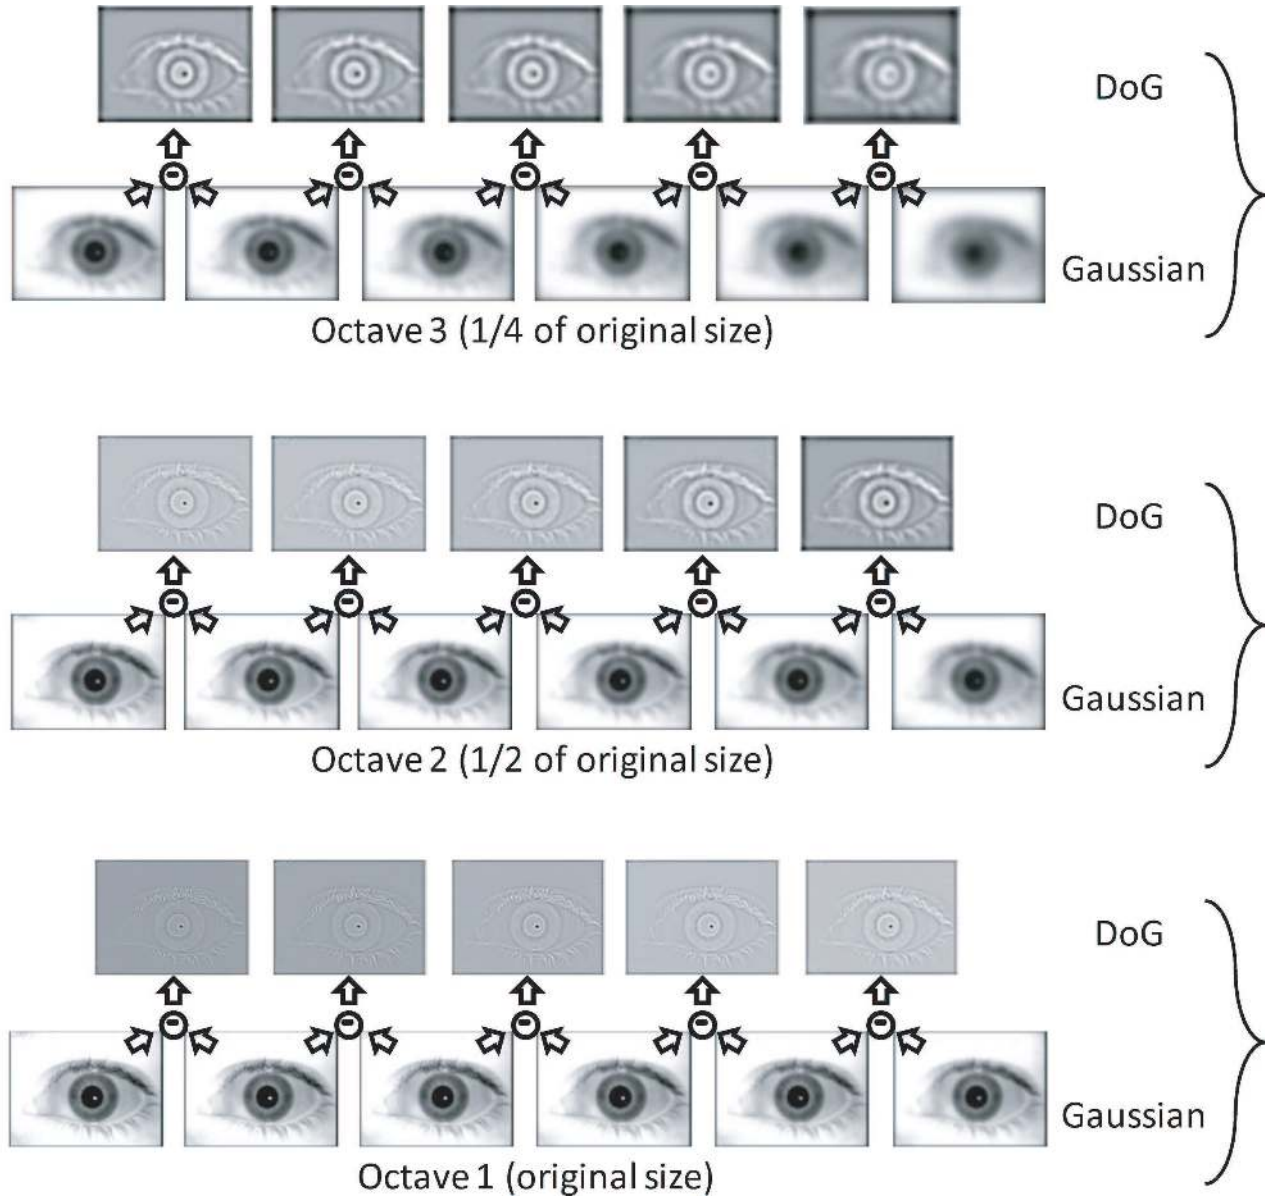 DoG
Gaussian
Octave 3 (1/4 of original size)
DoG
Gaussian
Octave 2 (1/2 of original size)
DoG
Gaussian
Octave 1 (original size)